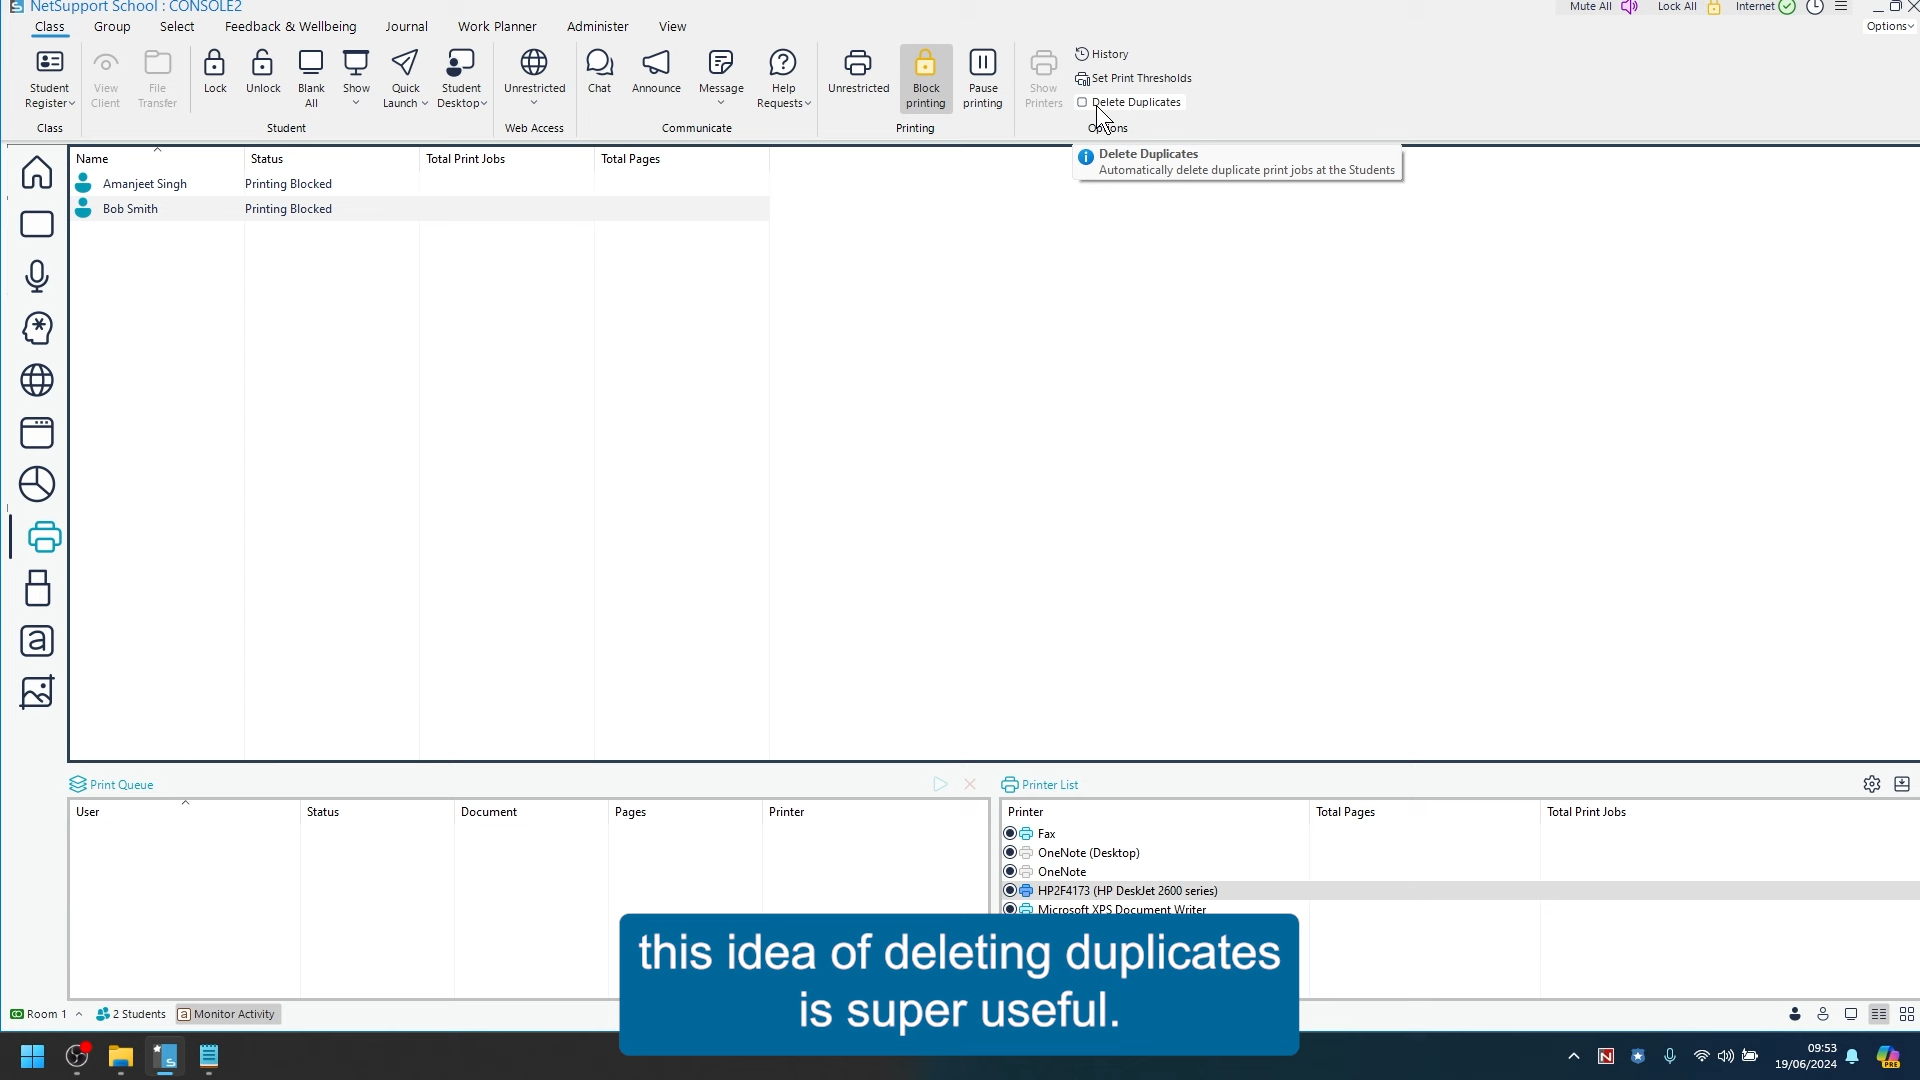 NetSupport School : CONSOLE2
Mute All Lock All Internet
Class Group Select Feedback & Wellbeing Journal Work Planner Administer View Options
Student Register
View Client
File Transfer
Lock
Unlock
Blank All
Show
Quick Launch
Student Desktop
Unrestricted
Chat
Announce
Message
Help Requests
Unrestricted
Block printing
Pause printing
Show Printers
History
Set Print Thresholds
Delete Duplicates
Class Student Web Access Communicate Printing Options
Delete Duplicates
Automatically delete duplicate print jobs at the Students
Name Status Total Print Jobs Total Pages
Amanjeet Singh Printing Blocked
Bob Smith Printing Blocked
Print Queue
User Status Document Pages Printer
Printer List
Printer Total Pages Total Print Jobs
Fax
OneNote (Desktop)
OneNote
HP2F4173 (HP DeskJet 2600 series)
Microsoft XPS Document Writer
this idea of deleting duplicates
is super useful.
Room 1 2 Students a Monitor Activity
09:53
19/06/2024
PRE